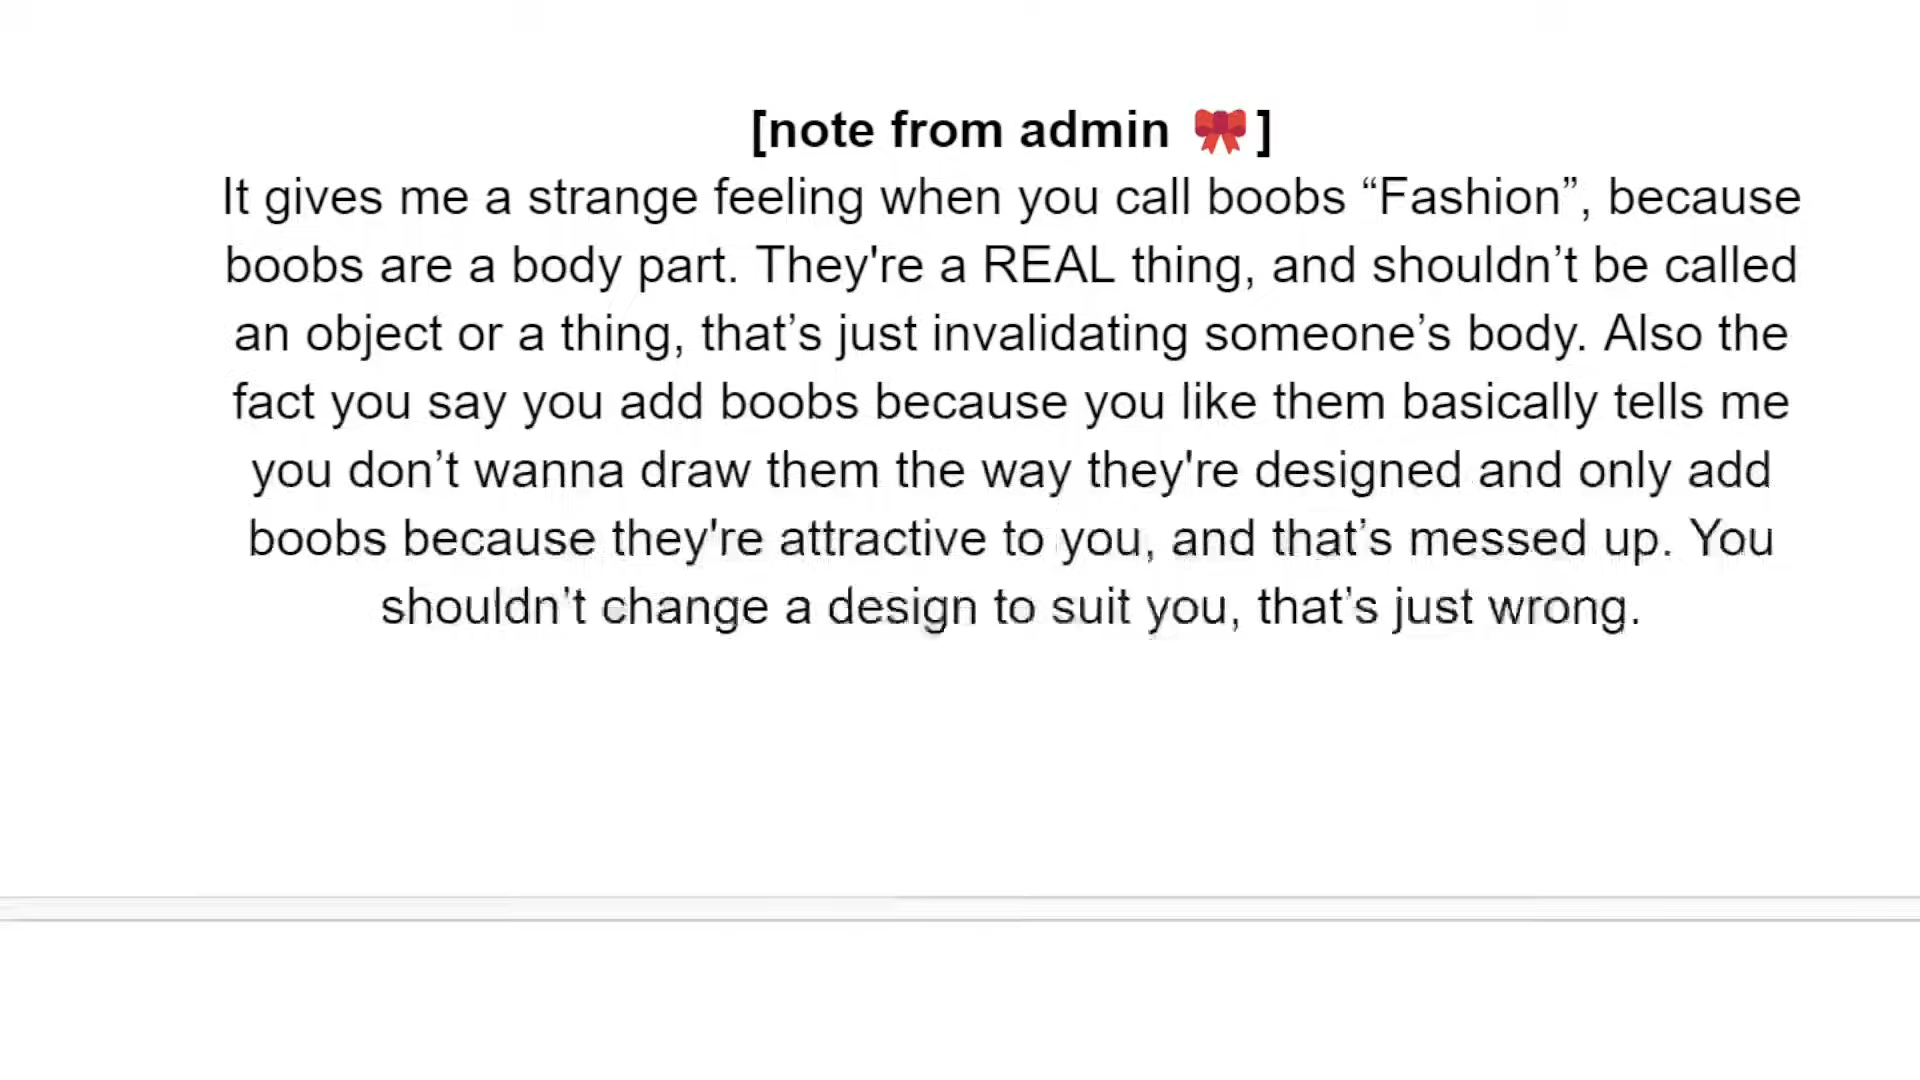 [note from admin 🎀]
It gives me a strange feeling when you call boobs “Fashion”, because
boobs are a body part. They're a REAL thing, and shouldn’t be called
an object or a thing, that’s just invalidating someone’s body. Also the
fact you say you add boobs because you like them basically tells me
you don’t wanna draw them the way they're designed and only add
boobs because they're attractive to you, and that’s messed up. You
shouldn’t change a design to suit you, that’s just wrong.